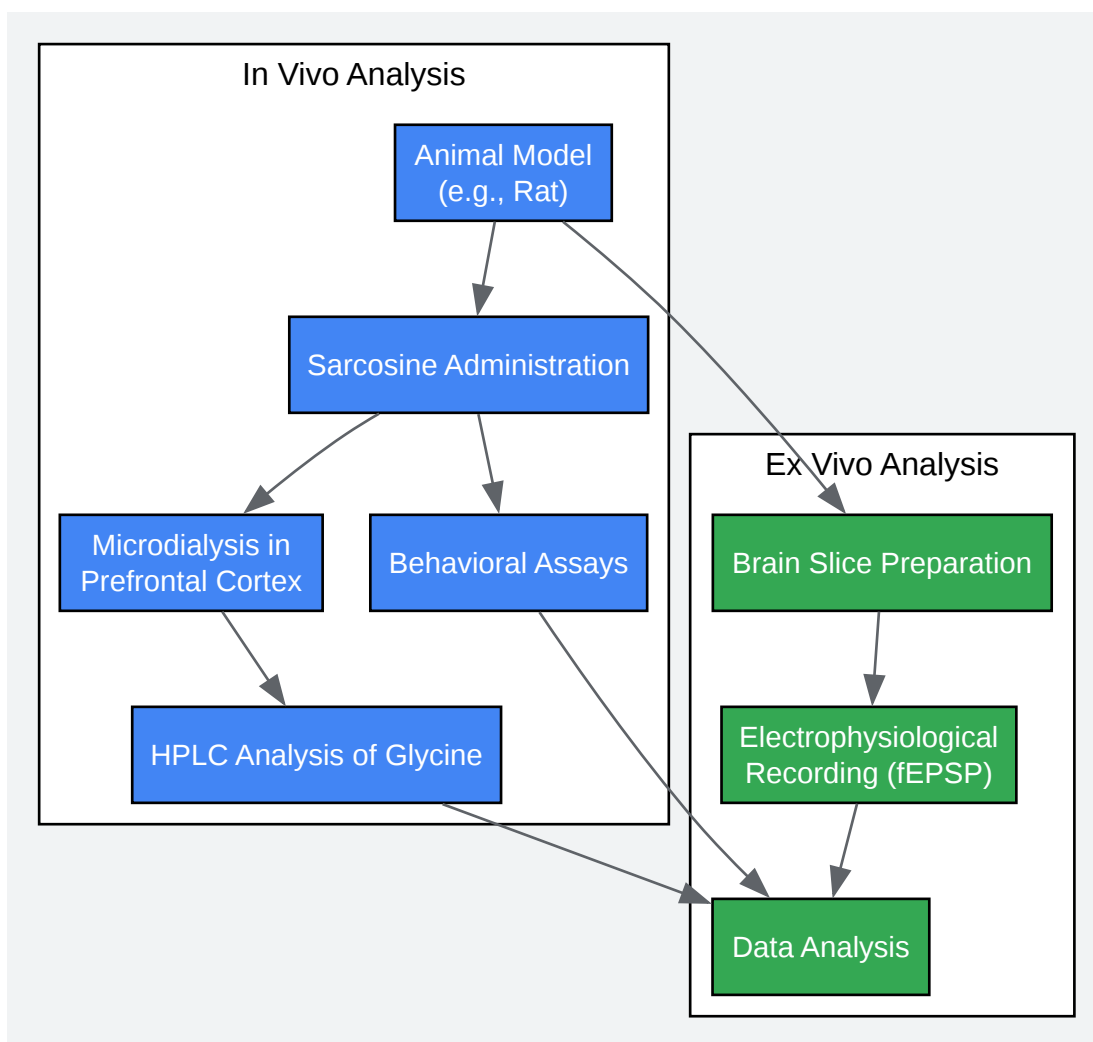 In Vivo Analysis
Animal Model
(e.g., Rat)
Sarcosine Administration
Microdialysis in
Prefrontal Cortex
Behavioral Assays
HPLC Analysis of Glycine
Ex Vivo Analysis
Brain Slice Preparation
Electrophysiological
Recording (fEPSP)
Data Analysis